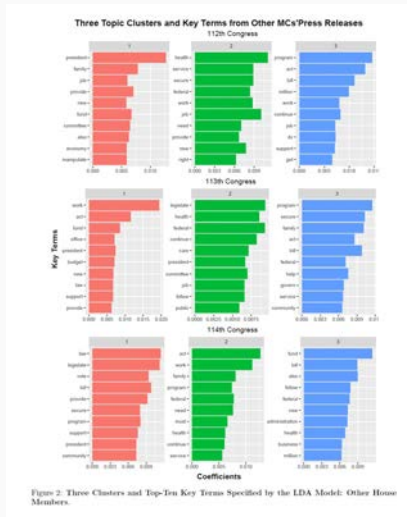 Three Topic Clusters and Key Terms from Other MCs'Press Releases
112th Congress
1
2
3
president
family
job
provide
new
fund
committee
also
economy
health
service
secure
federal
work
job
need
provide
new
right
program
act
bill
million
work
continue
job
support
113th Congress
Key Terms
1
2
3
work
act
fund
office
president
budget
new
law
support
provide
legislate
health
federal
continue
care
president
committee
job
fellow
public
program
secure
family
act
bill
federal
help
govern
service
community
114th Congress
1
2
3
law
legislate
vote
bill
provide
secure
program
support
president
community
act
work
family
program
federal
need
must
health
continue
service
fund
bill
also
fellow
federal
new
administration
health
business
million
Coefficients
Figure 2: Three Clusters and Top-Ten Key Terms Specified by the LDA Model: Other House
Members.